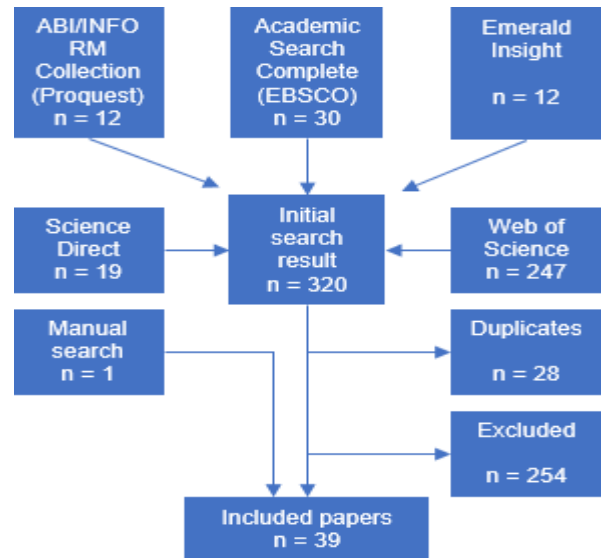 ABI/INFO
RM
Collection
(Proquest)
n = 12
Academic
Search
Complete
(EBSCO)
n = 30
Emerald
Insight
n = 12
Science
Direct
n = 19
Initial
search
result
n = 320
Web of
Science
n = 247
Manual
search
n = 1
Duplicates
n = 28
Excluded
n = 254
Included papers
n = 39